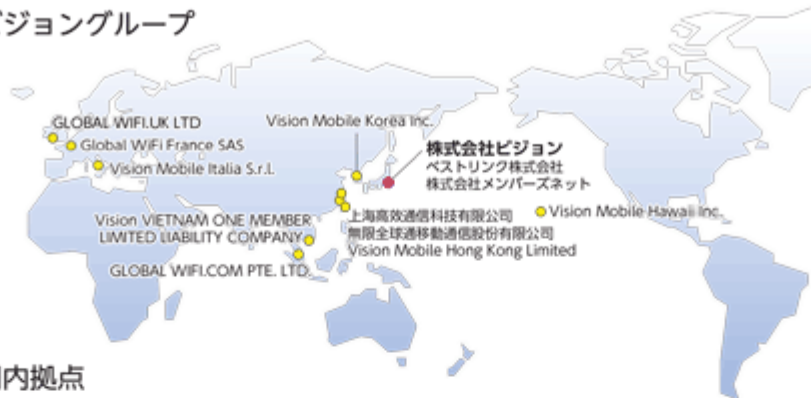 ビジョングループ
GLOBAL WIFI.UK LTD
Vision Mobile Korea Inc.
Global WiFi France SAS
Vision Mobile Italia S.r.l.
株式会社ビジョン
ベストリンク株式会社
株式会社メンバーズネット
Vision VIETNAM ONE MEMBER
LIMITED LIABILITY COMPANY
上海高效通信科技有限公司
無限全球通移動通信股份有限公司
Vision Mobile Hong Kong Limited
Vision Mobile Hawaii Inc.
GLOBAL WIFI.COM PTE. LTD.
内拠点